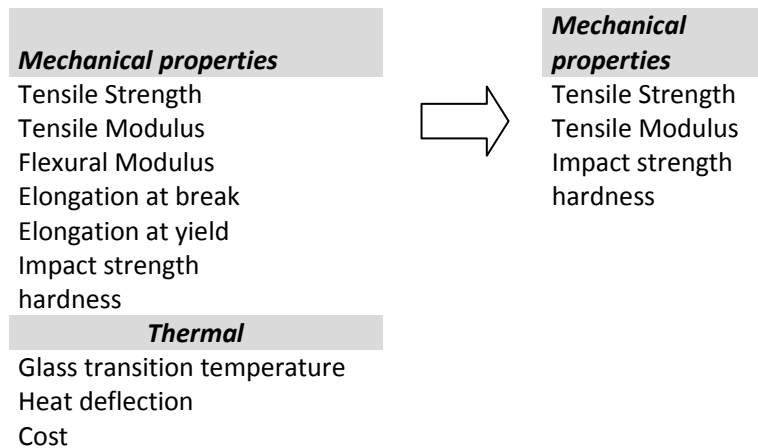 Mechanical properties
Tensile Strength
Tensile Modulus
Flexural Modulus
Elongation at break
Elongation at yield
Impact strength
hardness
Thermal
Glass transition temperature
Heat deflection
Cost
Mechanical
properties
Tensile Strength
Tensile Modulus
Impact strength
hardness